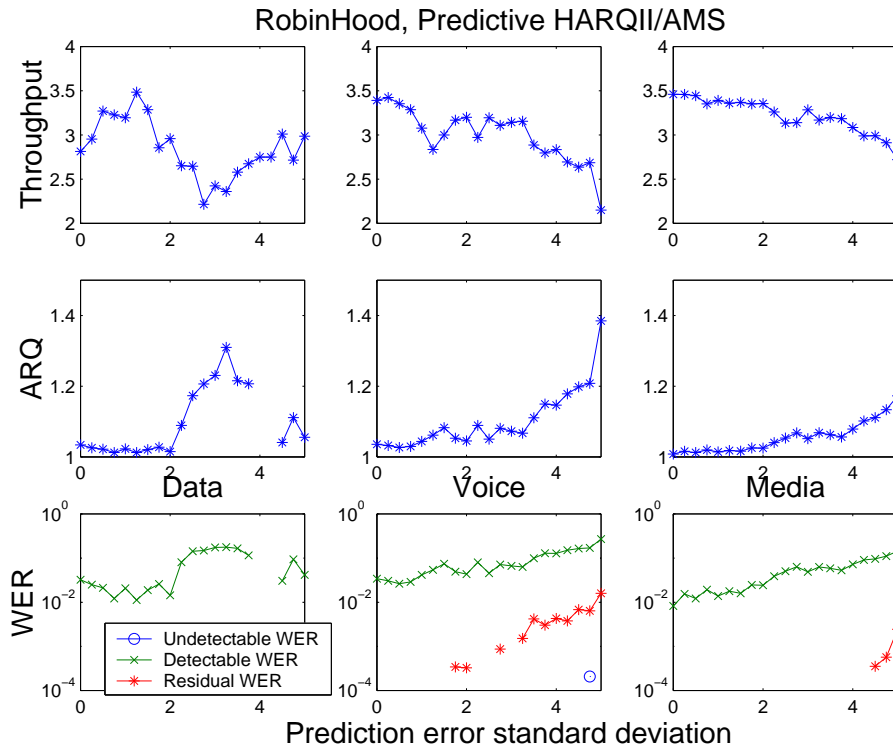 RobinHood, Predictive HARQII/AMS
Throughput
4
3.5
3
2.5
2
0 2 4
4
3.5
3
2.5
2
0 2 4
4
3.5
3
2.5
2
0 2 4
ARQ
1.4
1.2
1
0 2 4
1.4
1.2
1
0 2 4
1.4
1.2
1
0 2 4
Data Voice Media
WER
10^0
10^−2
10^−4
0 2 4
10^0
10^−2
10^−4
0 2 4
10^0
10^−2
10^−4
0 2 4
Undetectable WER
Detectable WER
Residual WER
Prediction error standard deviation